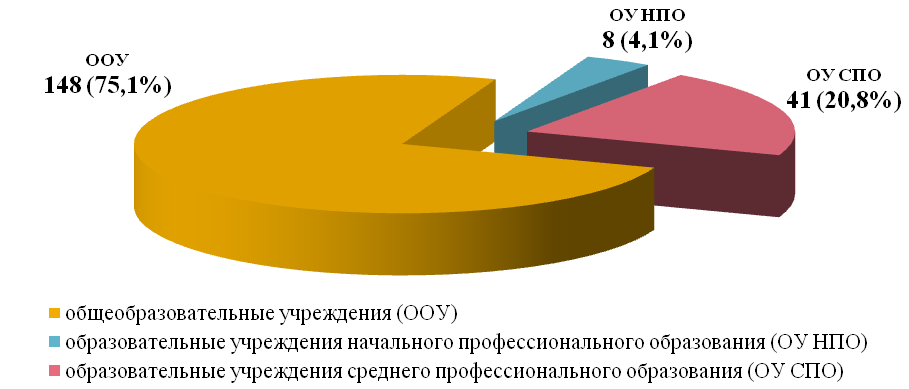 ОУ НПО
8 (4,1%)
ООУ
148 (75,1%)
ОУ СПО
41 (20,8%)
общеобразовательные учреждения (ООУ)
образовательные учреждения начального профессионального образования (ОУ НПО)
образовательные учреждения среднего профессионального образования (ОУ СПО)